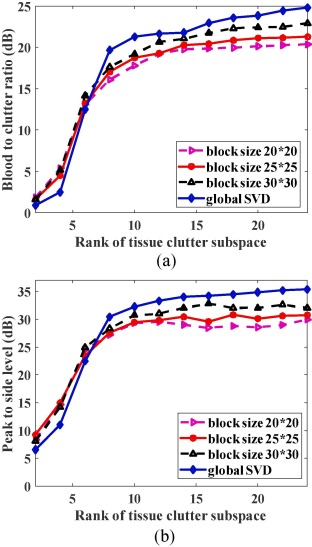 25
20
15
10
5
0
Blood to clutter ratio (dB)
block size 20*20
block size 25*25
block size 30*30
global SVD
5 10 15 20
Rank of tissue clutter subspace
(a)
35
30
25
20
15
10
5
0
Peak to side level (dB)
block size 20*20
block size 25*25
block size 30*30
global SVD
5 10 15 20
Rank of tissue clutter subspace
(b)